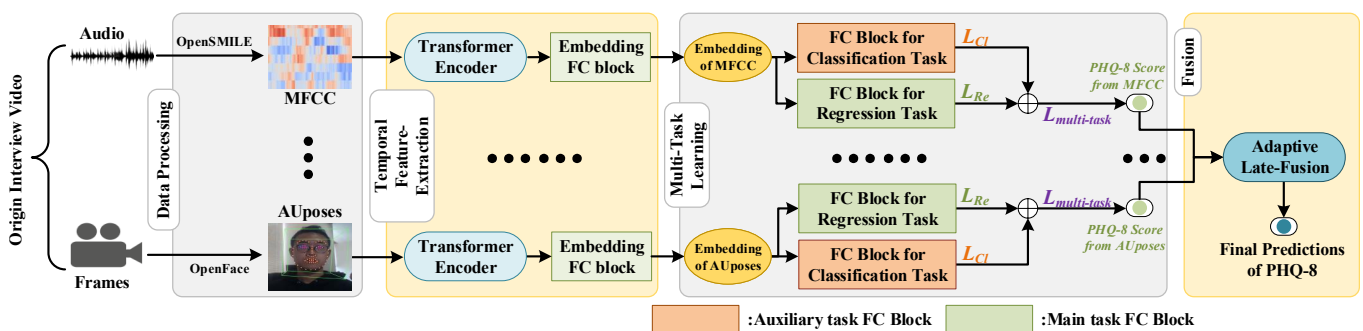 Origin Interview Video
Audio
Frames
OpenSMILE
OpenFace
Data Processing
MFCC
AUposes
Temporal
Feature-
Extraction
Transformer
Encoder
Embedding
FC block
Transformer
Encoder
Embedding
FC block
Multi-Task
Learning
Embedding
of MFCC
FC Block for
Classification Task
FC Block for
Regression Task
L_Cl
L_Re
L_multi-task
PHQ-8 Score
from MFCC
Embedding
of AUposes
FC Block for
Regression Task
FC Block for
Classification Task
L_Re
L_Cl
L_multi-task
PHQ-8 Score
from AUposes
Fusion
Adaptive
Late-Fusion
Final Predictions
of PHQ-8
:Auxiliary task FC Block
:Main task FC Block